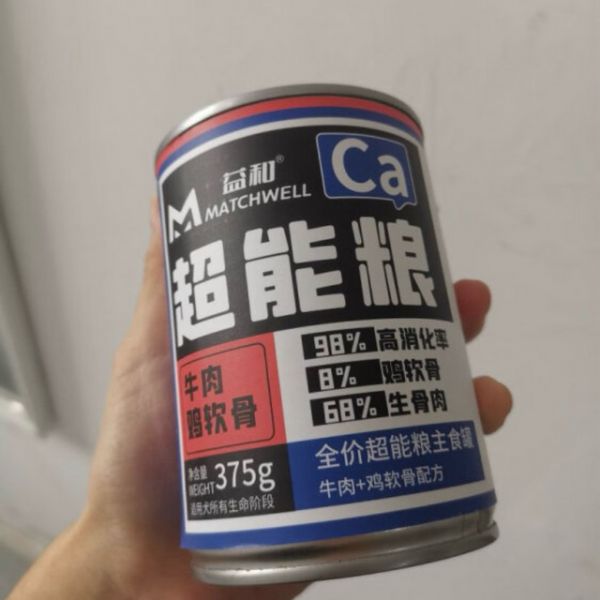 益和®
MATCHWELL
Ca
超能粮
牛肉
鸡软骨
98% 高消化率
8% 鸡软骨
68% 生骨肉
净含量
WEIGHT 375g
适用犬所有生命阶段
全价超能粮主食罐
牛肉+鸡软骨配方